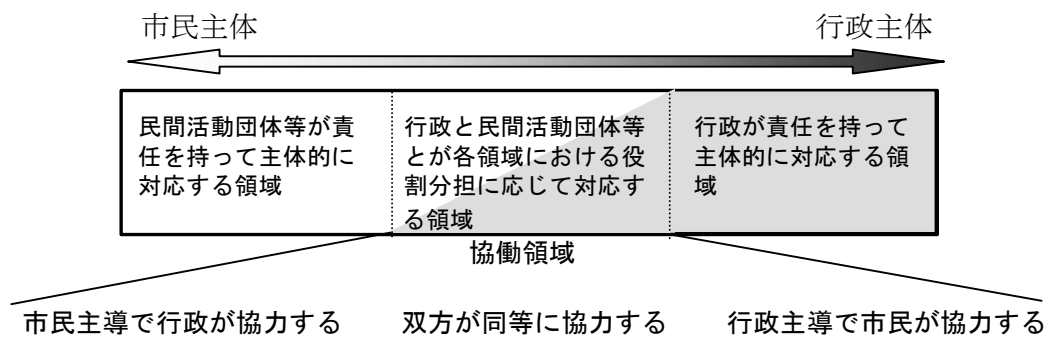 市民主体
行政主体
民間活動団体等が責
任を持って主体的に
対応する領域
行政と民間活動団体等
とが各領域における役
割分担に応じて対応す
る領域
行政が責任を持って
主体的に対応する領
域
協働領域
市民主導で行政が協力する
双方が同等に協力する
行政主導で市民が協力する